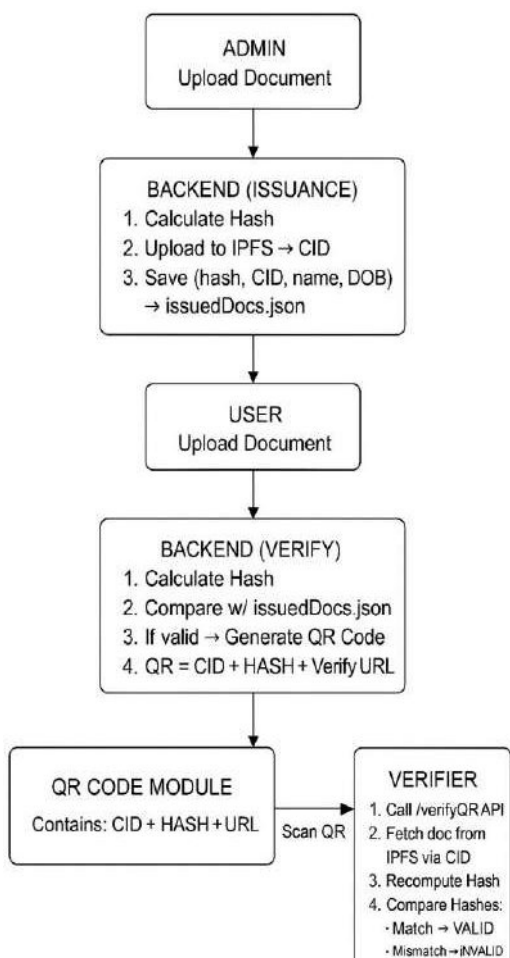 ADMIN
Upload Document
BACKEND (ISSUANCE)
1. Calculate Hash
2. Upload to IPFS → CID
3. Save (hash, CID, name, DOB)
→ issuedDocs.json
USER
Upload Document
BACKEND (VERIFY)
1. Calculate Hash
2. Compare w/ issuedDocs.json
3. If valid → Generate QR Code
4. QR = CID + HASH + Verify URL
QR CODE MODULE
Contains: CID + HASH + URL
Scan QR
VERIFIER
1. Call /verifyQR API
2. Fetch doc from
IPFS via CID
3. Recompute Hash
4. Compare Hashes:
· Match → VALID
· Mismatch → iNVALID